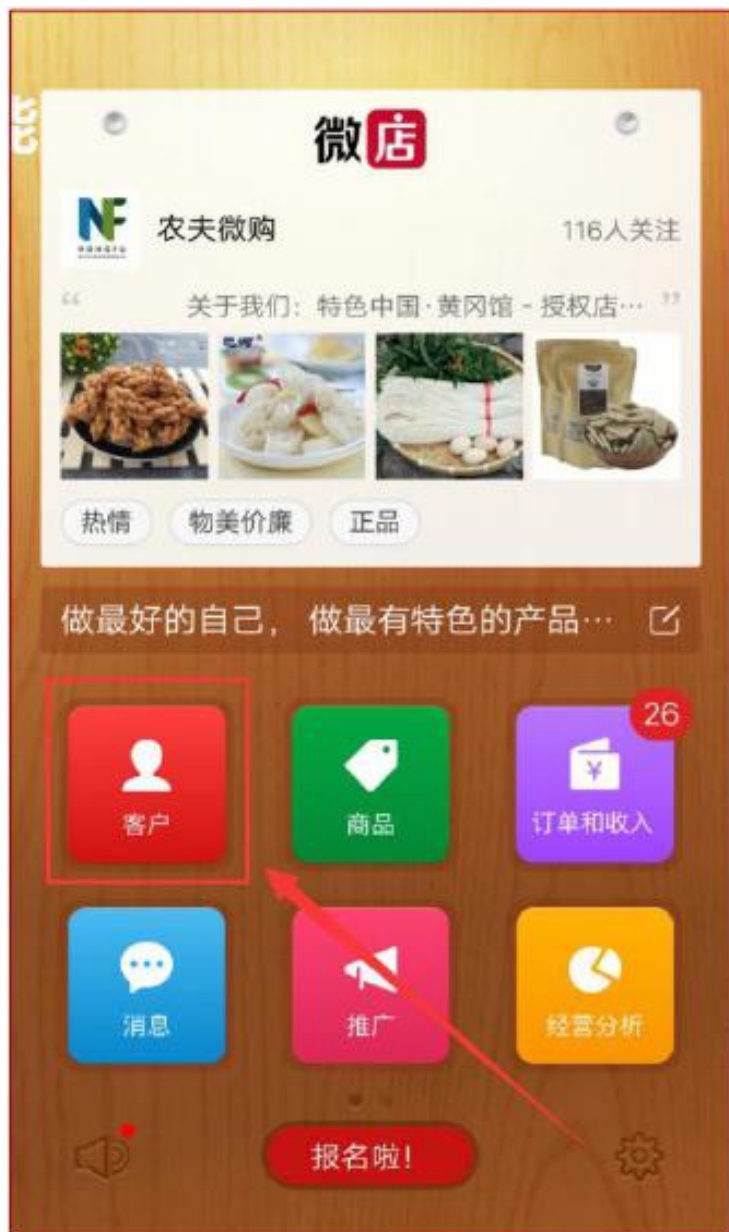 微店
农夫微购
116人关注
“ 关于我们：特色中国·黄冈馆 - 授权店… ”
热情
物美价廉
正品
做最好的自己， 做最有特色的产品…
26
客户
商品
订单和收入
消息
推广
经营分析
报名啦!